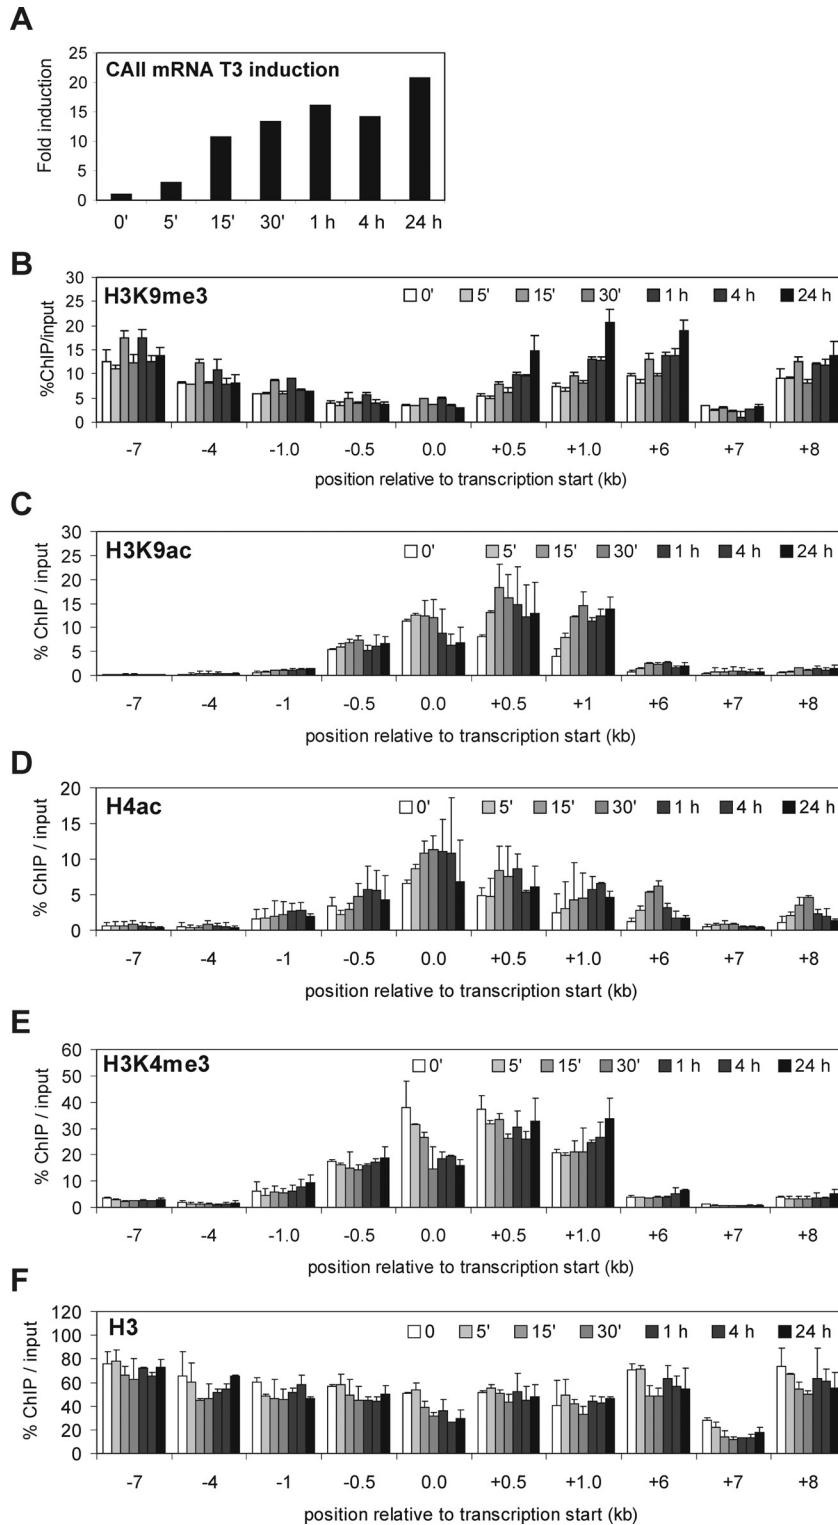 A
CAII mRNA T3 induction
Fold induction
25
20
15
10
5
0
0' 5' 15' 30' 1 h 4 h 24 h
B
H3K9me3
0' 5' 15' 30' 1 h 4 h 24 h
%ChIP/input
30
25
20
15
10
5
0
-7 -4 -1.0 -0.5 0.0 +0.5 +1.0 +6 +7 +8
position relative to transcription start (kb)
C
H3K9ac
0' 5' 15' 30' 1 h 4 h 24 h
% ChIP / input
30
25
20
15
10
5
0
-7 -4 -1 -0.5 0.0 +0.5 +1 +6 +7 +8
position relative to transcription start (kb)
D
H4ac
0' 5' 15' 30' 1 h 4 h 24 h
% ChIP / input
20
15
10
5
0
-7 -4 -1 -0.5 0.0 +0.5 +1.0 +6 +7 +8
position relative to transcription start (kb)
E
H3K4me3
0' 5' 15' 30' 1 h 4 h 24 h
% ChIP / input
60
50
40
30
20
10
0
-7 -4 -1.0 -0.5 0.0 +0.5 +1.0 +6 +7 +8
position relative to transcription start (kb)
F
H3
0 5' 15' 30' 1 h 4 h 24 h
% ChIP / input
120
100
80
60
40
20
0
-7 -4 -1 -0.5 0.0 +0.5 +1.0 +6 +7 +8
position relative to transcription start (kb)